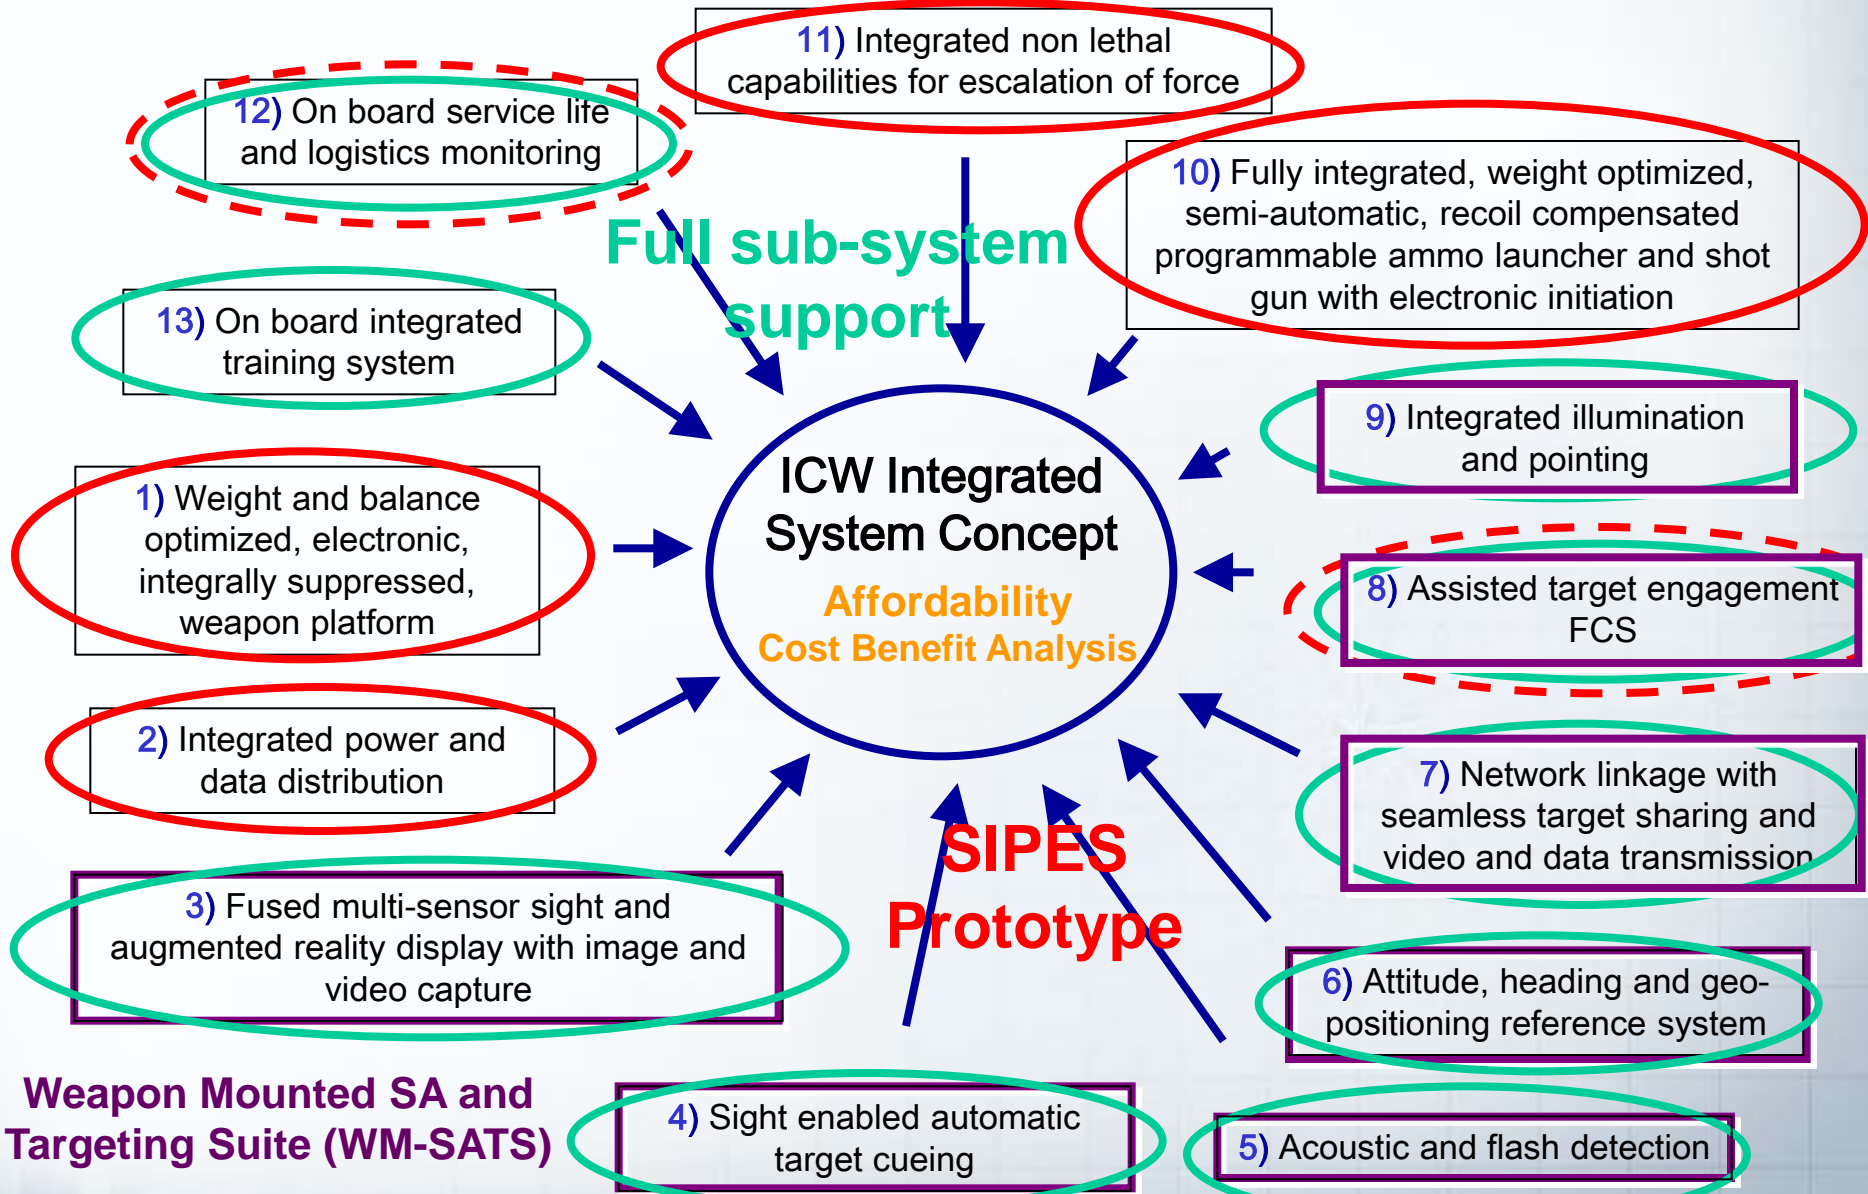 11) Integrated non lethal
capabilities for escalation of force
12) On board service life
and logistics monitoring
10) Fully integrated, weight optimized,
semi-automatic, recoil compensated
programmable ammo launcher and shot
gun with electronic initiation
Full sub-system
support
13) On board integrated
training system
9) Integrated illumination
and pointing
ICW Integrated
System Concept
Affordability
Cost Benefit Analysis
1) Weight and balance
optimized, electronic,
integrally suppressed,
weapon platform
8) Assisted target engagement
FCS
2) Integrated power and
data distribution
7) Network linkage with
seamless target sharing and
video and data transmission
SIPES
Prototype
3) Fused multi-sensor sight and
augmented reality display with image and
video capture
6) Attitude, heading and geo-
positioning reference system
Weapon Mounted SA and
Targeting Suite (WM-SATS)
4) Sight enabled automatic
target cueing
5) Acoustic and flash detection